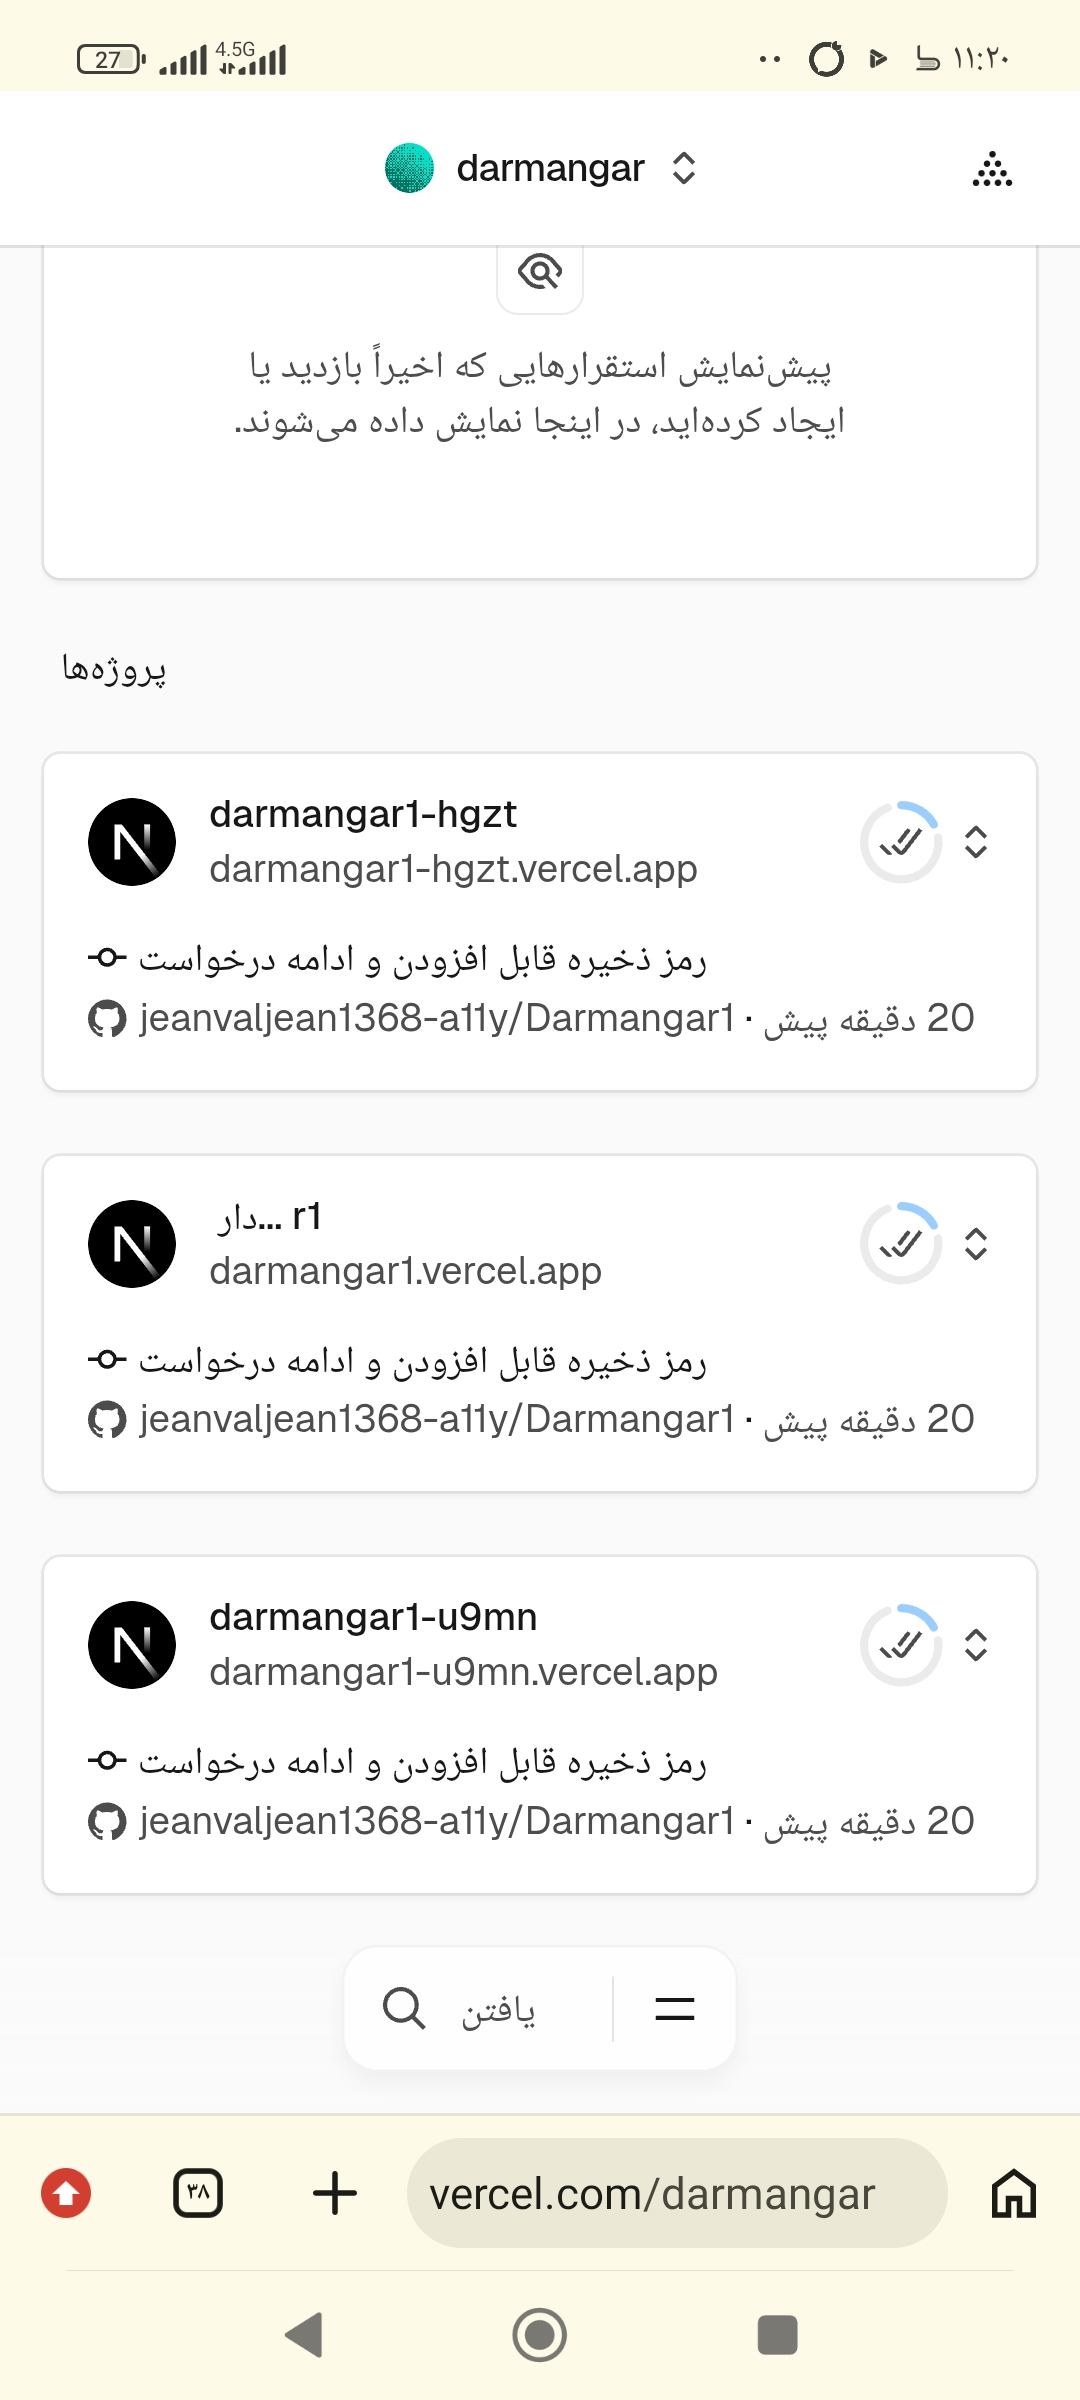 27
4.5G
۱۱:۲۰
darmangar
پیش‌نمایش استقرارهایی که اخیراً بازدید یا
ایجاد کرده‌اید، در اینجا نمایش داده می‌شوند.
پروژه‌ها
darmangar1-hgzt
darmangar1-hgzt.vercel.app
رمز ذخیره قابل افزودن و ادامه درخواست
jeanvaljean1368-a11y/Darmangar1 · 20 دقیقه پیش
دار... r1
darmangar1.vercel.app
رمز ذخیره قابل افزودن و ادامه درخواست
jeanvaljean1368-a11y/Darmangar1 · 20 دقیقه پیش
darmangar1-u9mn
darmangar1-u9mn.vercel.app
رمز ذخیره قابل افزودن و ادامه درخواست
jeanvaljean1368-a11y/Darmangar1 · 20 دقیقه پیش
یافتن
۳۸
vercel.com/darmangar